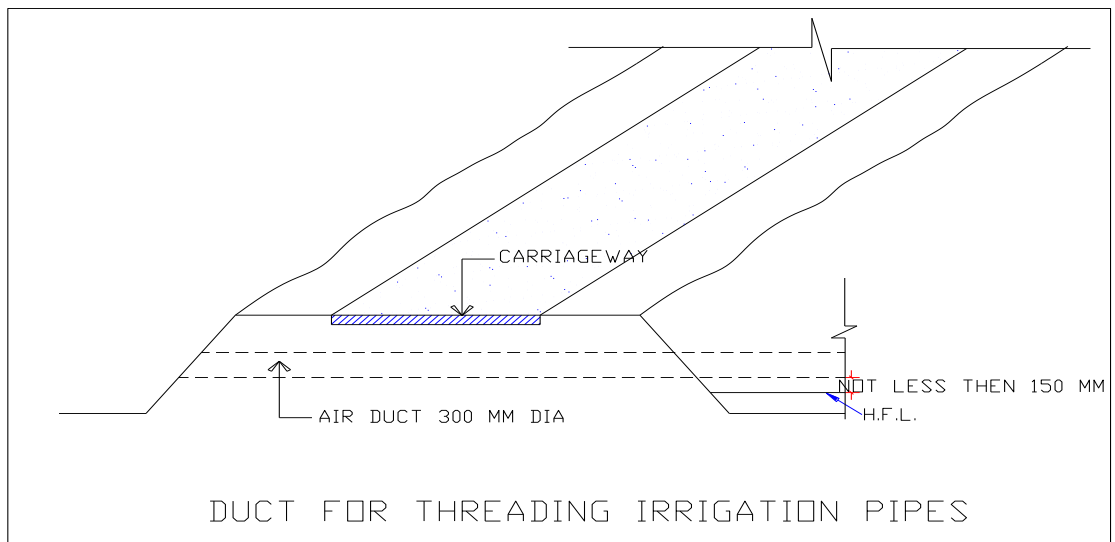 CARRIAGEWAY
NOT LESS THEN 150 MM
AIR DUCT 300 MM DIA
H.F.L.
DUCT FOR THREADING IRRIGATION PIPES